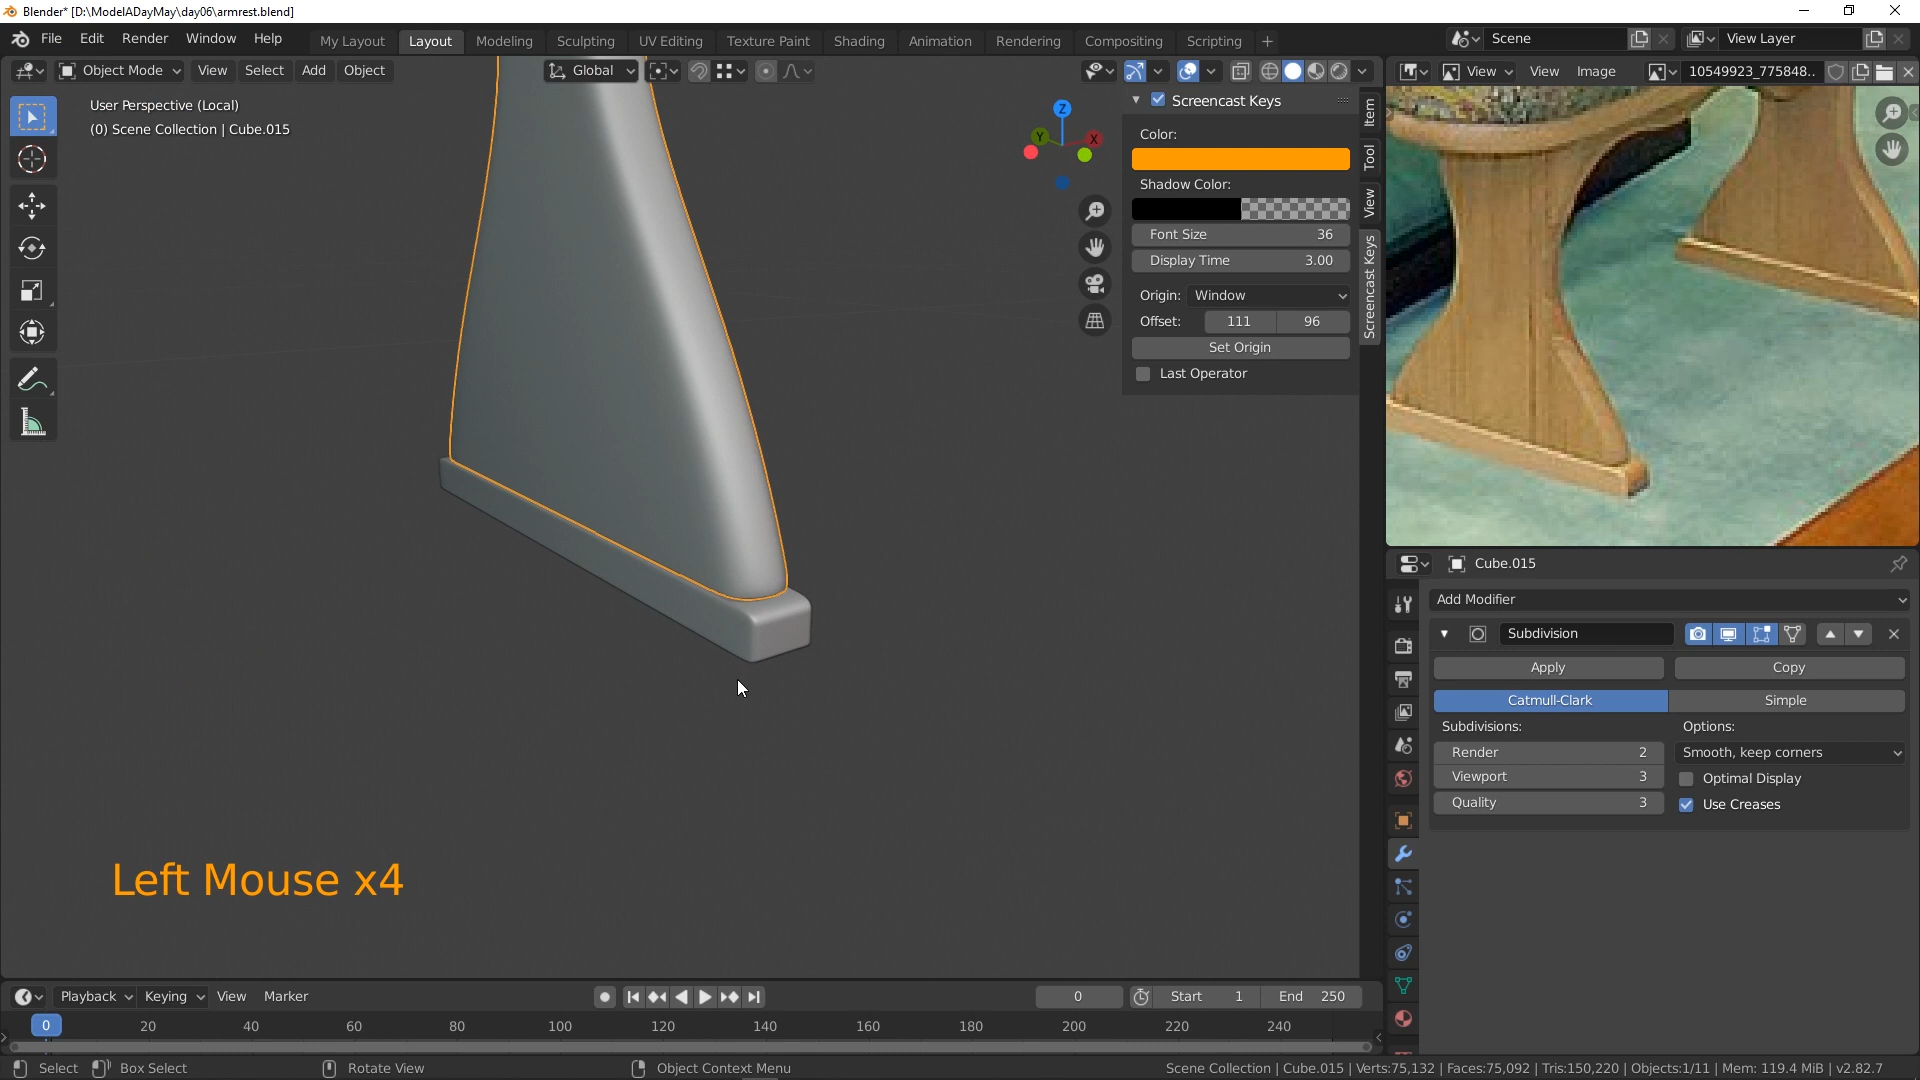 Blender* [D:\ModelADayMay\day06\armrest.blend]
File Edit Render Window Help My Layout Layout Modeling Sculpting UV Editing Texture Paint Shading Animation Rendering Compositing Scripting + Scene View Layer
Object Mode View Select Add Object Global View View Image 10549923_775848..
User Perspective (Local)
(0) Scene Collection | Cube.015
Z
Y
X
Screencast Keys
Color:
Shadow Color:
Font Size 36
Display Time 3.00
Origin: Window
Offset: 111 96
Set Origin
Last Operator
Item
Tool
View
Screencast Keys
Cube.015
Add Modifier
Subdivision
Apply Copy
Catmull-Clark Simple
Subdivisions: Options:
Render 2 Smooth, keep corners
Viewport 3 Optimal Display
Quality 3 Use Creases
Left Mouse x4
Playback Keying View Marker 0 Start 1 End 250
0 20 40 60 80 100 120 140 160 180 200 220 240
Select Box Select Rotate View Object Context Menu Scene Collection | Cube.015 | Verts:75,132 | Faces:75,092 | Tris:150,220 | Objects:1/11 | Mem: 119.4 MiB | v2.82.7